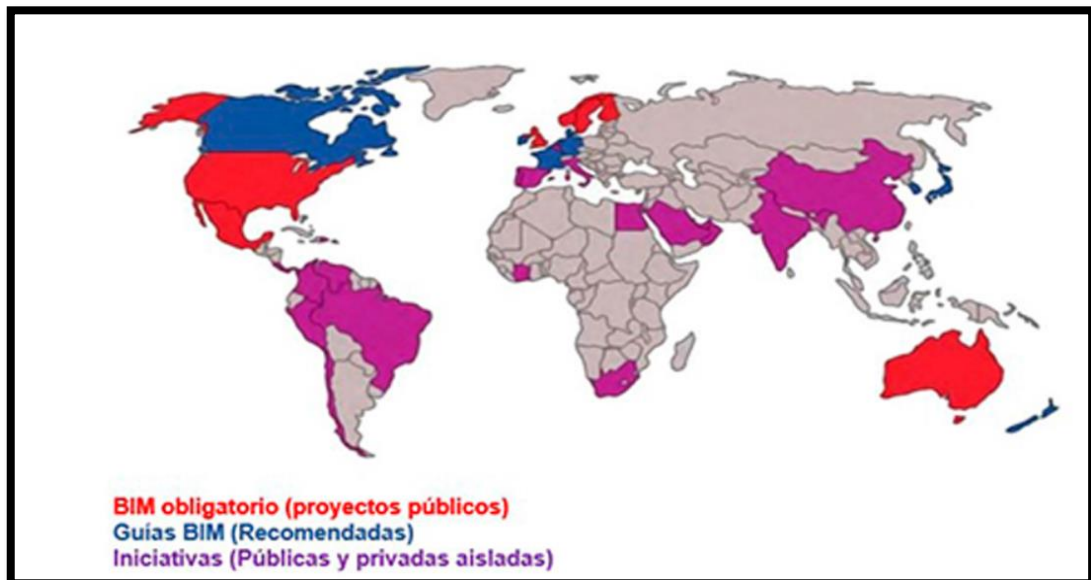 BIM obligatorio (proyectos públicos)
Guías BIM (Recomendadas)
Iniciativas (Públicas y privadas aisladas)